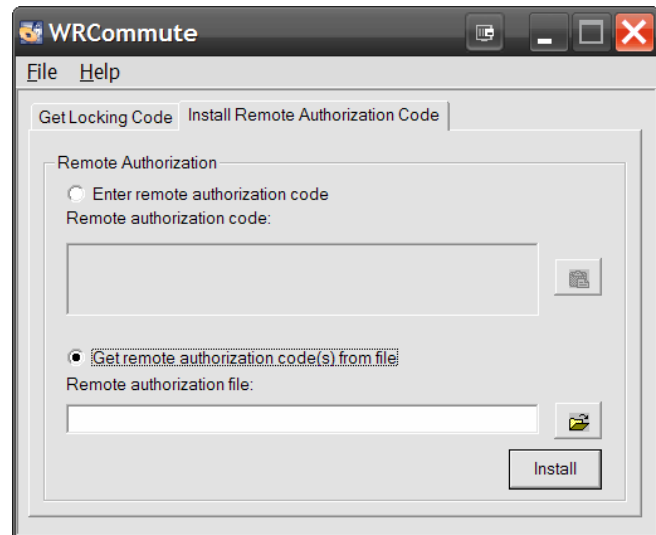 WRCommute
File Help
Get Locking Code Install Remote Authorization Code
Remote Authorization
Enter remote authorization code
Remote authorization code:
Get remote authorization code(s) from file
Remote authorization file:
Install